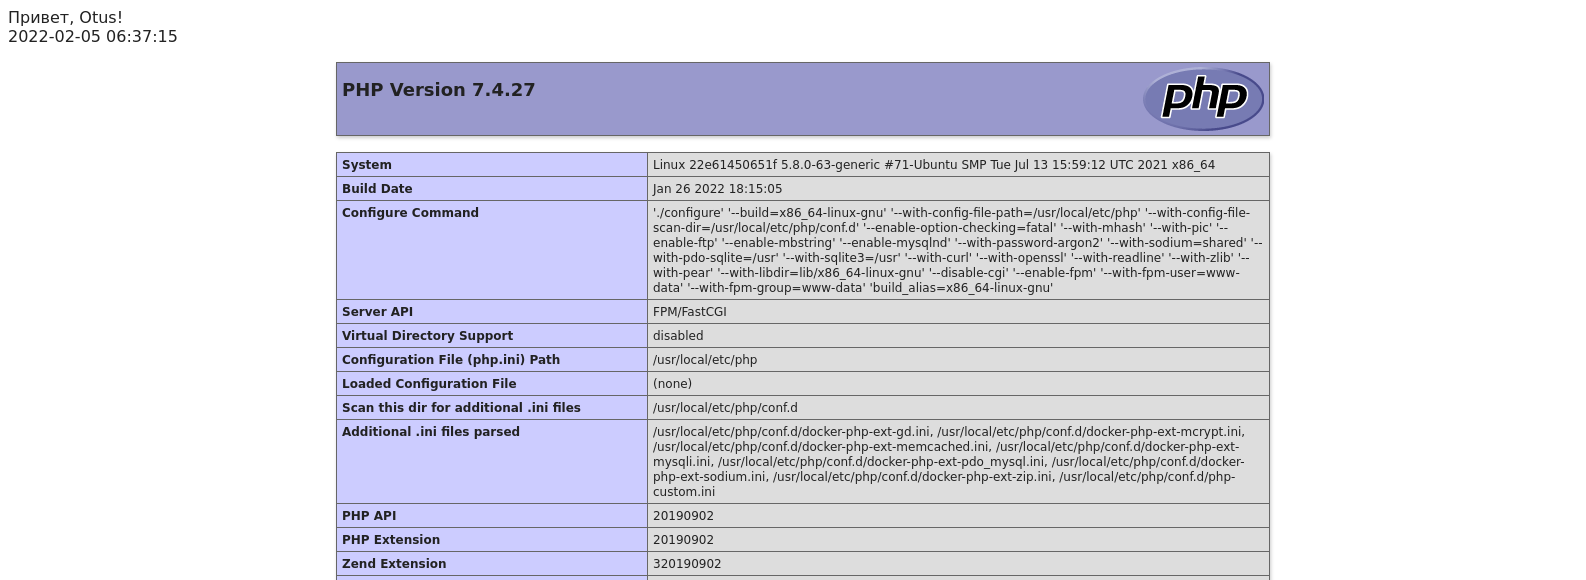 Привет, Otus!
2022-02-05 06:37:15
PHP Version 7.4.27
php
System
Linux 22e61450651f 5.8.0-63-generic #71-Ubuntu SMP Tue Jul 13 15:59:12 UTC 2021 x86_64
Build Date
Jan 26 2022 18:15:05
Configure Command
'./configure' '--build=x86_64-linux-gnu' '--with-config-file-path=/usr/local/etc/php' '--with-config-file-
scan-dir=/usr/local/etc/php/conf.d' '--enable-option-checking=fatal' '--with-mhash' '--with-pic' '--
enable-ftp' '--enable-mbstring' '--enable-mysqlnd' '--with-password-argon2' '--with-sodium=shared' '--
with-pdo-sqlite=/usr' '--with-sqlite3=/usr' '--with-curl' '--with-openssl' '--with-readline' '--with-zlib' '--
with-pear' '--with-libdir=lib/x86_64-linux-gnu' '--disable-cgi' '--enable-fpm' '--with-fpm-user=www-
data' '--with-fpm-group=www-data' 'build_alias=x86_64-linux-gnu'
Server API
FPM/FastCGI
Virtual Directory Support
disabled
Configuration File (php.ini) Path
/usr/local/etc/php
Loaded Configuration File
(none)
Scan this dir for additional .ini files
/usr/local/etc/php/conf.d
Additional .ini files parsed
/usr/local/etc/php/conf.d/docker-php-ext-gd.ini, /usr/local/etc/php/conf.d/docker-php-ext-mcrypt.ini,
/usr/local/etc/php/conf.d/docker-php-ext-memcached.ini, /usr/local/etc/php/conf.d/docker-php-ext-
mysqli.ini, /usr/local/etc/php/conf.d/docker-php-ext-pdo_mysql.ini, /usr/local/etc/php/conf.d/docker-
php-ext-sodium.ini, /usr/local/etc/php/conf.d/docker-php-ext-zip.ini, /usr/local/etc/php/conf.d/php-
custom.ini
PHP API
20190902
PHP Extension
20190902
Zend Extension
320190902